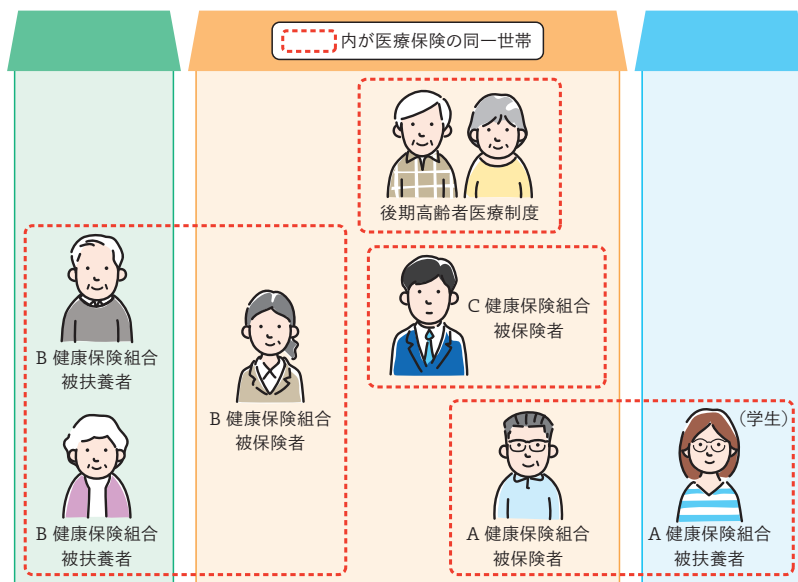 内が医療保険の同一世帯
後期高齢者医療制度
B 健康保険組合
被扶養者
B 健康保険組合
被保険者
B 健康保険組合
被扶養者
C 健康保険組合
被保険者
A 健康保険組合
被保険者
（学生）
A 健康保険組合
被扶養者